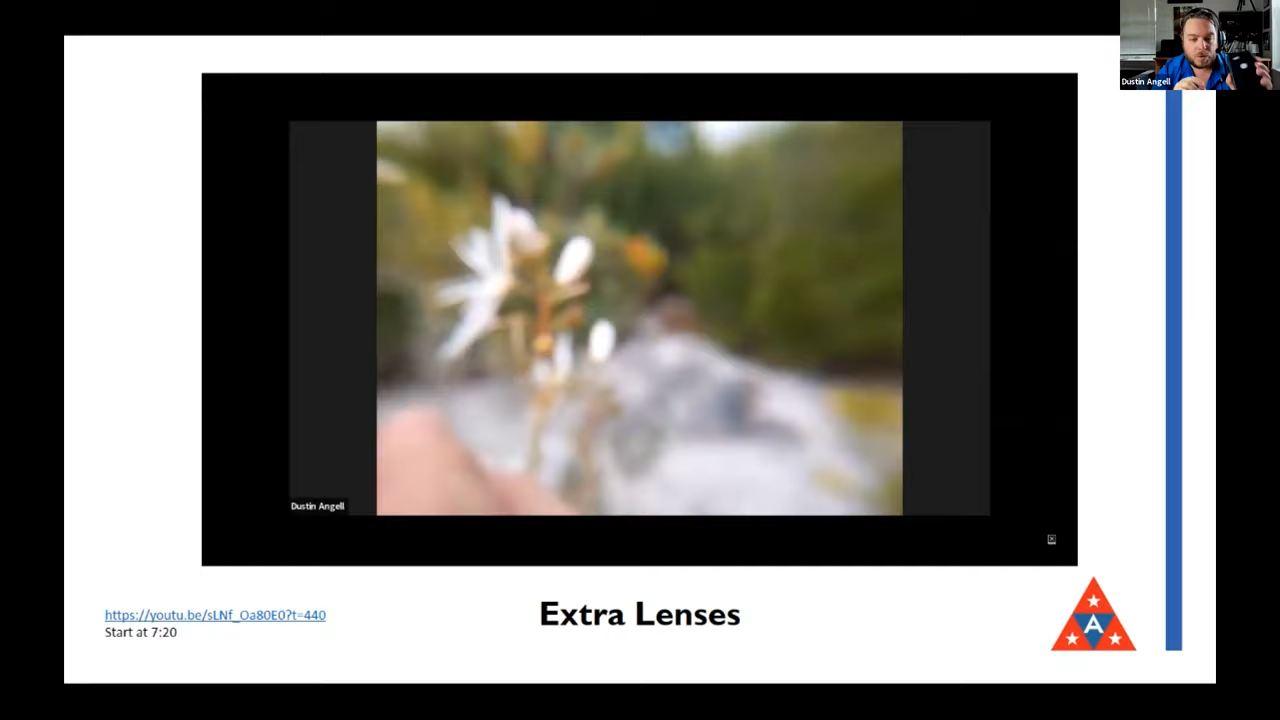 Dustin Angell
Dustin Angell
Extra Lenses
https://youtu.be/sLNf_Oa80E0?t=440
Start at 7:20
A